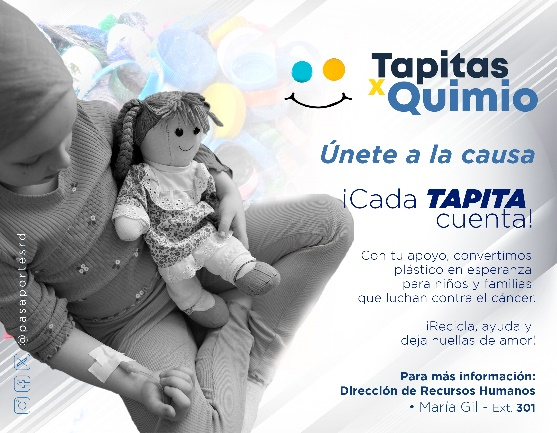 Tapitas
x Quimio
Únete a la causa
¡Cada TAPITA
cuenta!
Con tu apoyo, convertimos
plástico en esperanza
para niños y familias
que luchan contra el cáncer.
¡Recicla, ayuda y
deja huellas de amor!
Para más información:
Dirección de Recursos Humanos
• María Gil - Ext. 301
@pasaportesrd